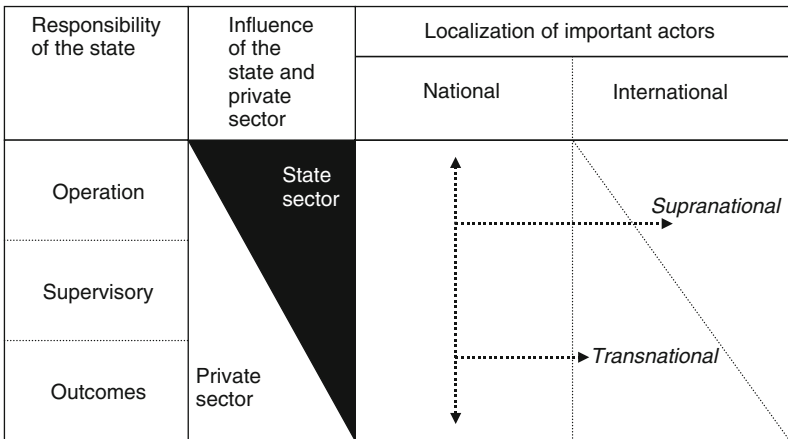 Responsibility
of the state
Influence
of the
state and
private
sector
Localization of important actors
National
International
Operation
State
sector
Supranational
Supervisory
Transnational
Outcomes
Private
sector